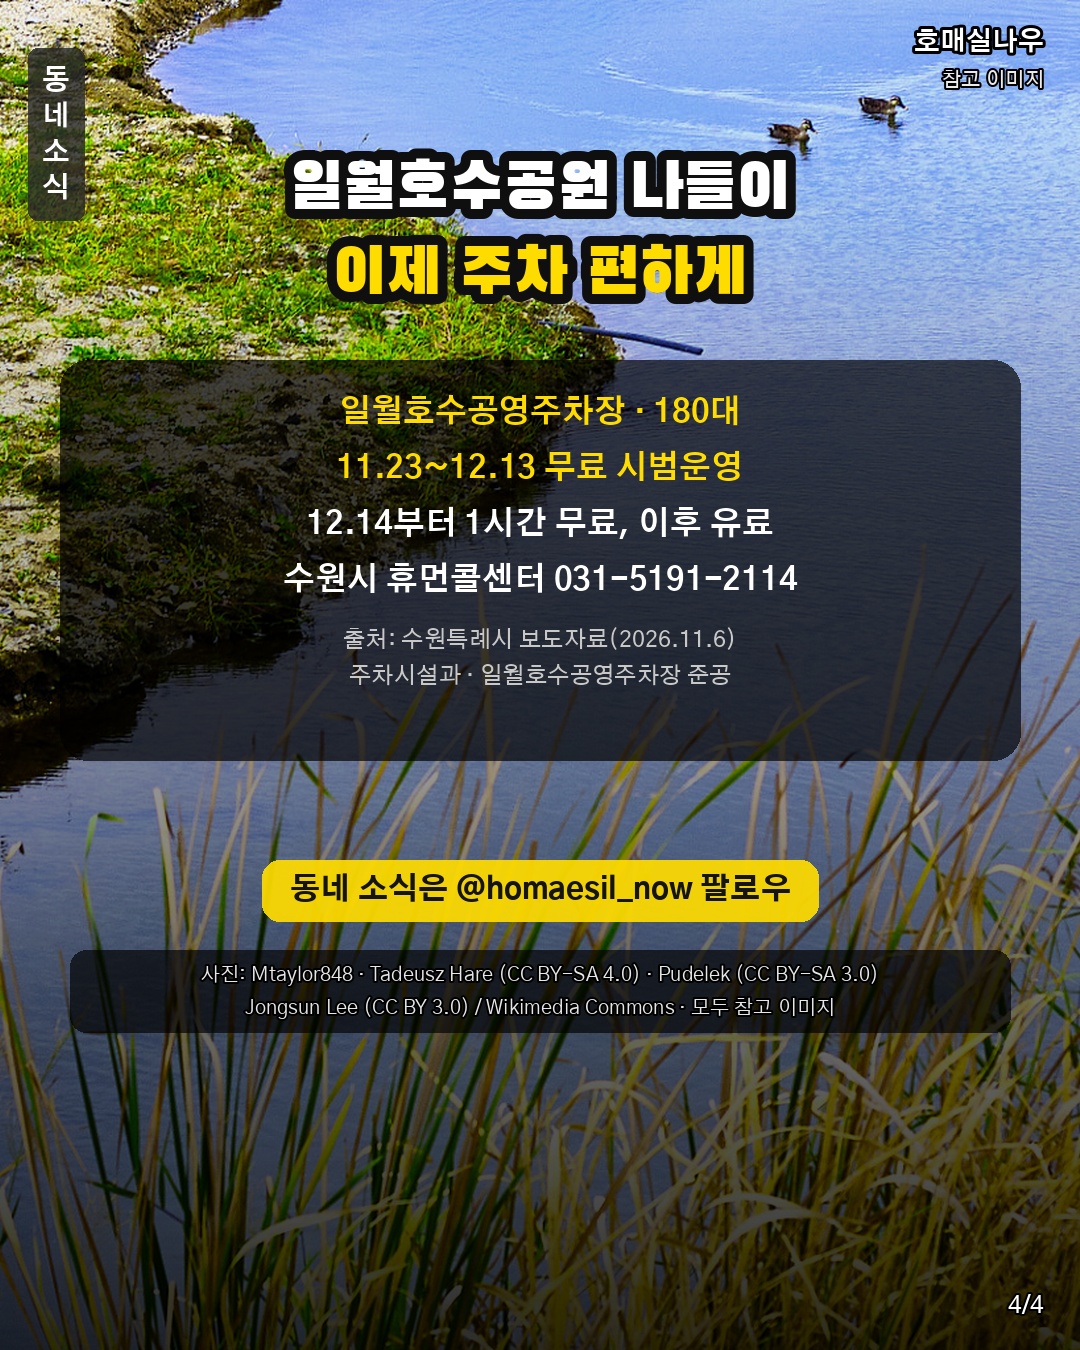 호매실나우
참고 이미지
동네소식
일월호수공원 나들이
이제 주차 편하게
일월호수공영주차장 · 180대
11.23~12.13 무료 시범운영
12.14부터 1시간 무료, 이후 유료
수원시 휴먼콜센터 031-5191-2114
출처: 수원특례시 보도자료(2026.11.6)
주차시설과 · 일월호수공영주차장 준공
동네 소식은 @homaesil_now 팔로우
사진: Mtaylor848 · Tadeusz Hare (CC BY-SA 4.0) · Pudelek (CC BY-SA 3.0)
Jongsun Lee (CC BY 3.0) / Wikimedia Commons · 모두 참고 이미지
4/4